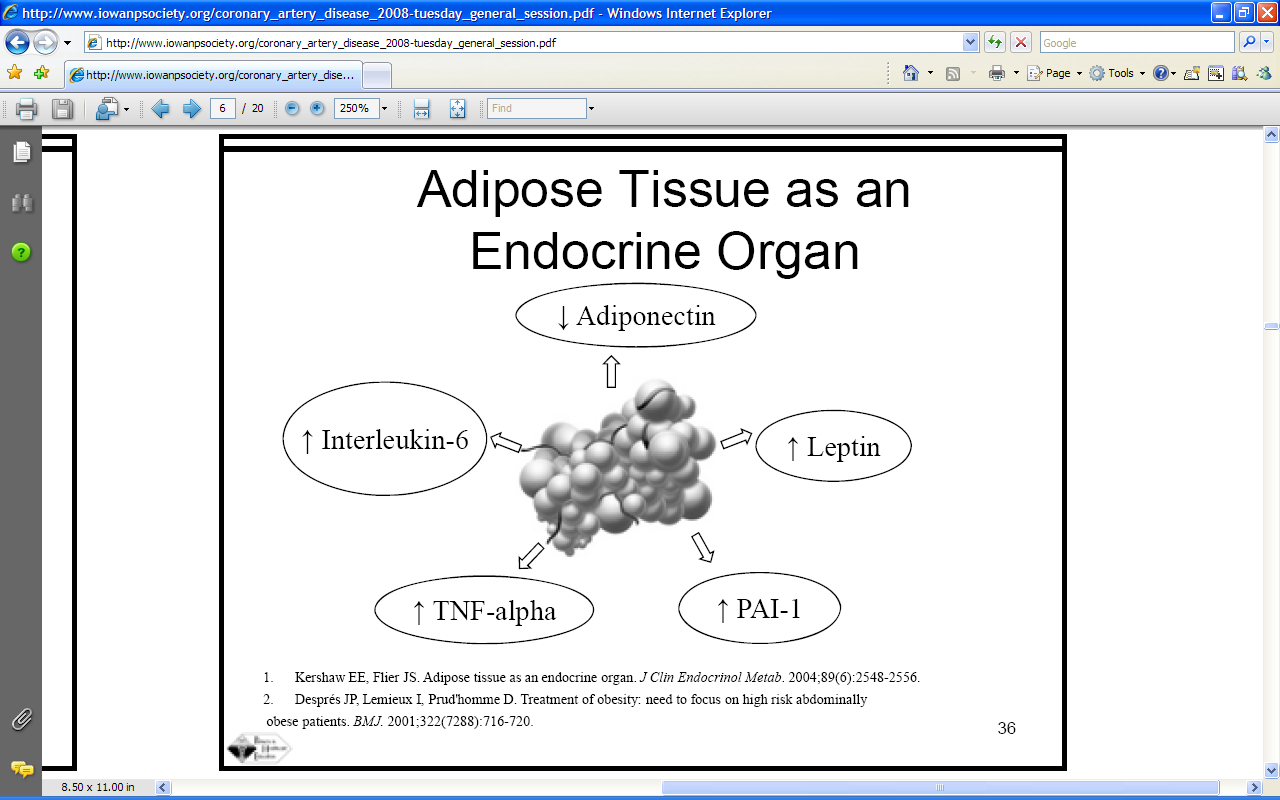 http://www.iowanpsociety.org/coronary_artery_disease_2008-tuesday_general_session.pdf - Windows Internet Explorer
http://www.iowanpsociety.org/coronary_artery_disease_2008-tuesday_general_session.pdf
Google
http://www.iowanpsociety.org/coronary_artery_dise...
Page
Tools
6 / 20
250%
Find
Adipose Tissue as an
Endocrine Organ
↓ Adiponectin
↑ Interleukin-6
↑ Leptin
↑ TNF-alpha
↑ PAI-1
1. Kershaw EE, Flier JS. Adipose tissue as an endocrine organ. J Clin Endocrinol Metab. 2004;89(6):2548-2556.
2. Després JP, Lemieux I, Prud'homme D. Treatment of obesity: need to focus on high risk abdominally
obese patients. BMJ. 2001;322(7288):716-720.
36
8.50 x 11.00 in